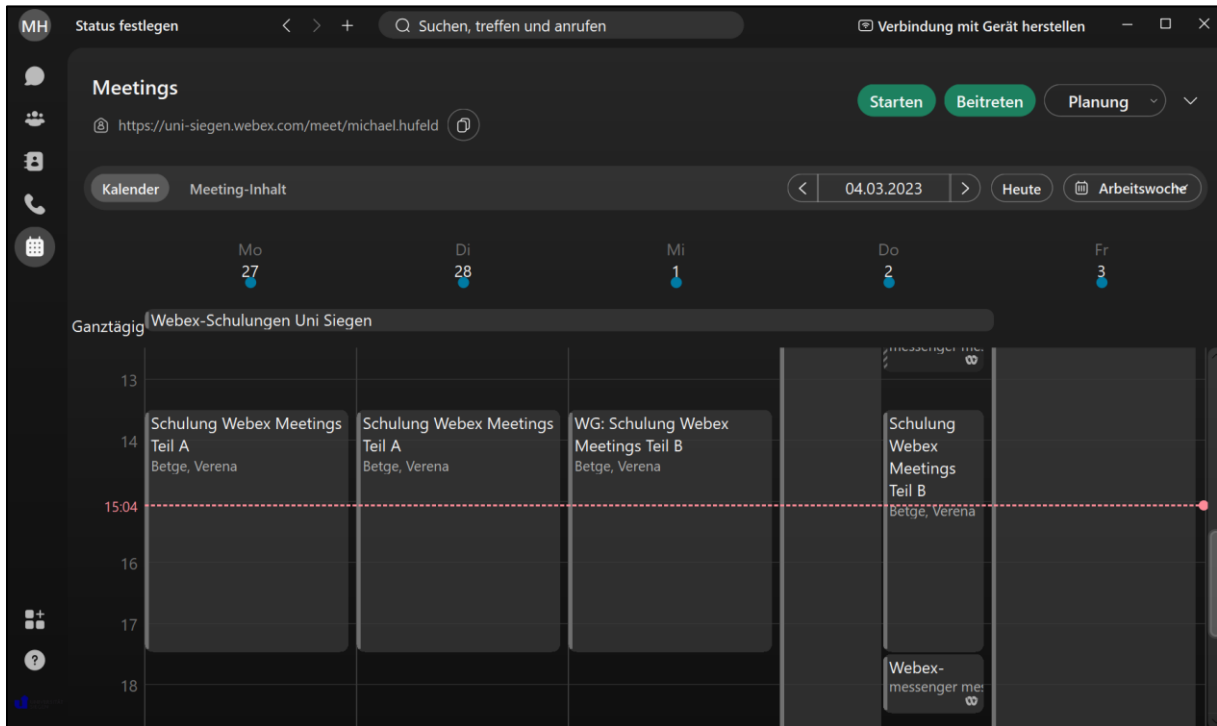 MH Status festlegen Suchen, treffen und anrufen Verbindung mit Gerät herstellen
Meetings
Starten Beitreten Planung
https://uni-siegen.webex.com/meet/michael.hufeld
Kalender Meeting-Inhalt 04.03.2023 Heute Arbeitswoche
Mo Di Mi Do Fr
27 28 1 2 3
Ganztägig Webex-Schulungen Uni Siegen
messenger me:
13
Schulung Webex Meetings
Teil A
Betge, Verena
Schulung Webex Meetings
Teil A
Betge, Verena
WG: Schulung Webex
Meetings Teil B
Betge, Verena
Schulung
Webex
Meetings
Teil B
Betge, Verena
14
15:04
16
17
Webex-
messenger me:
18